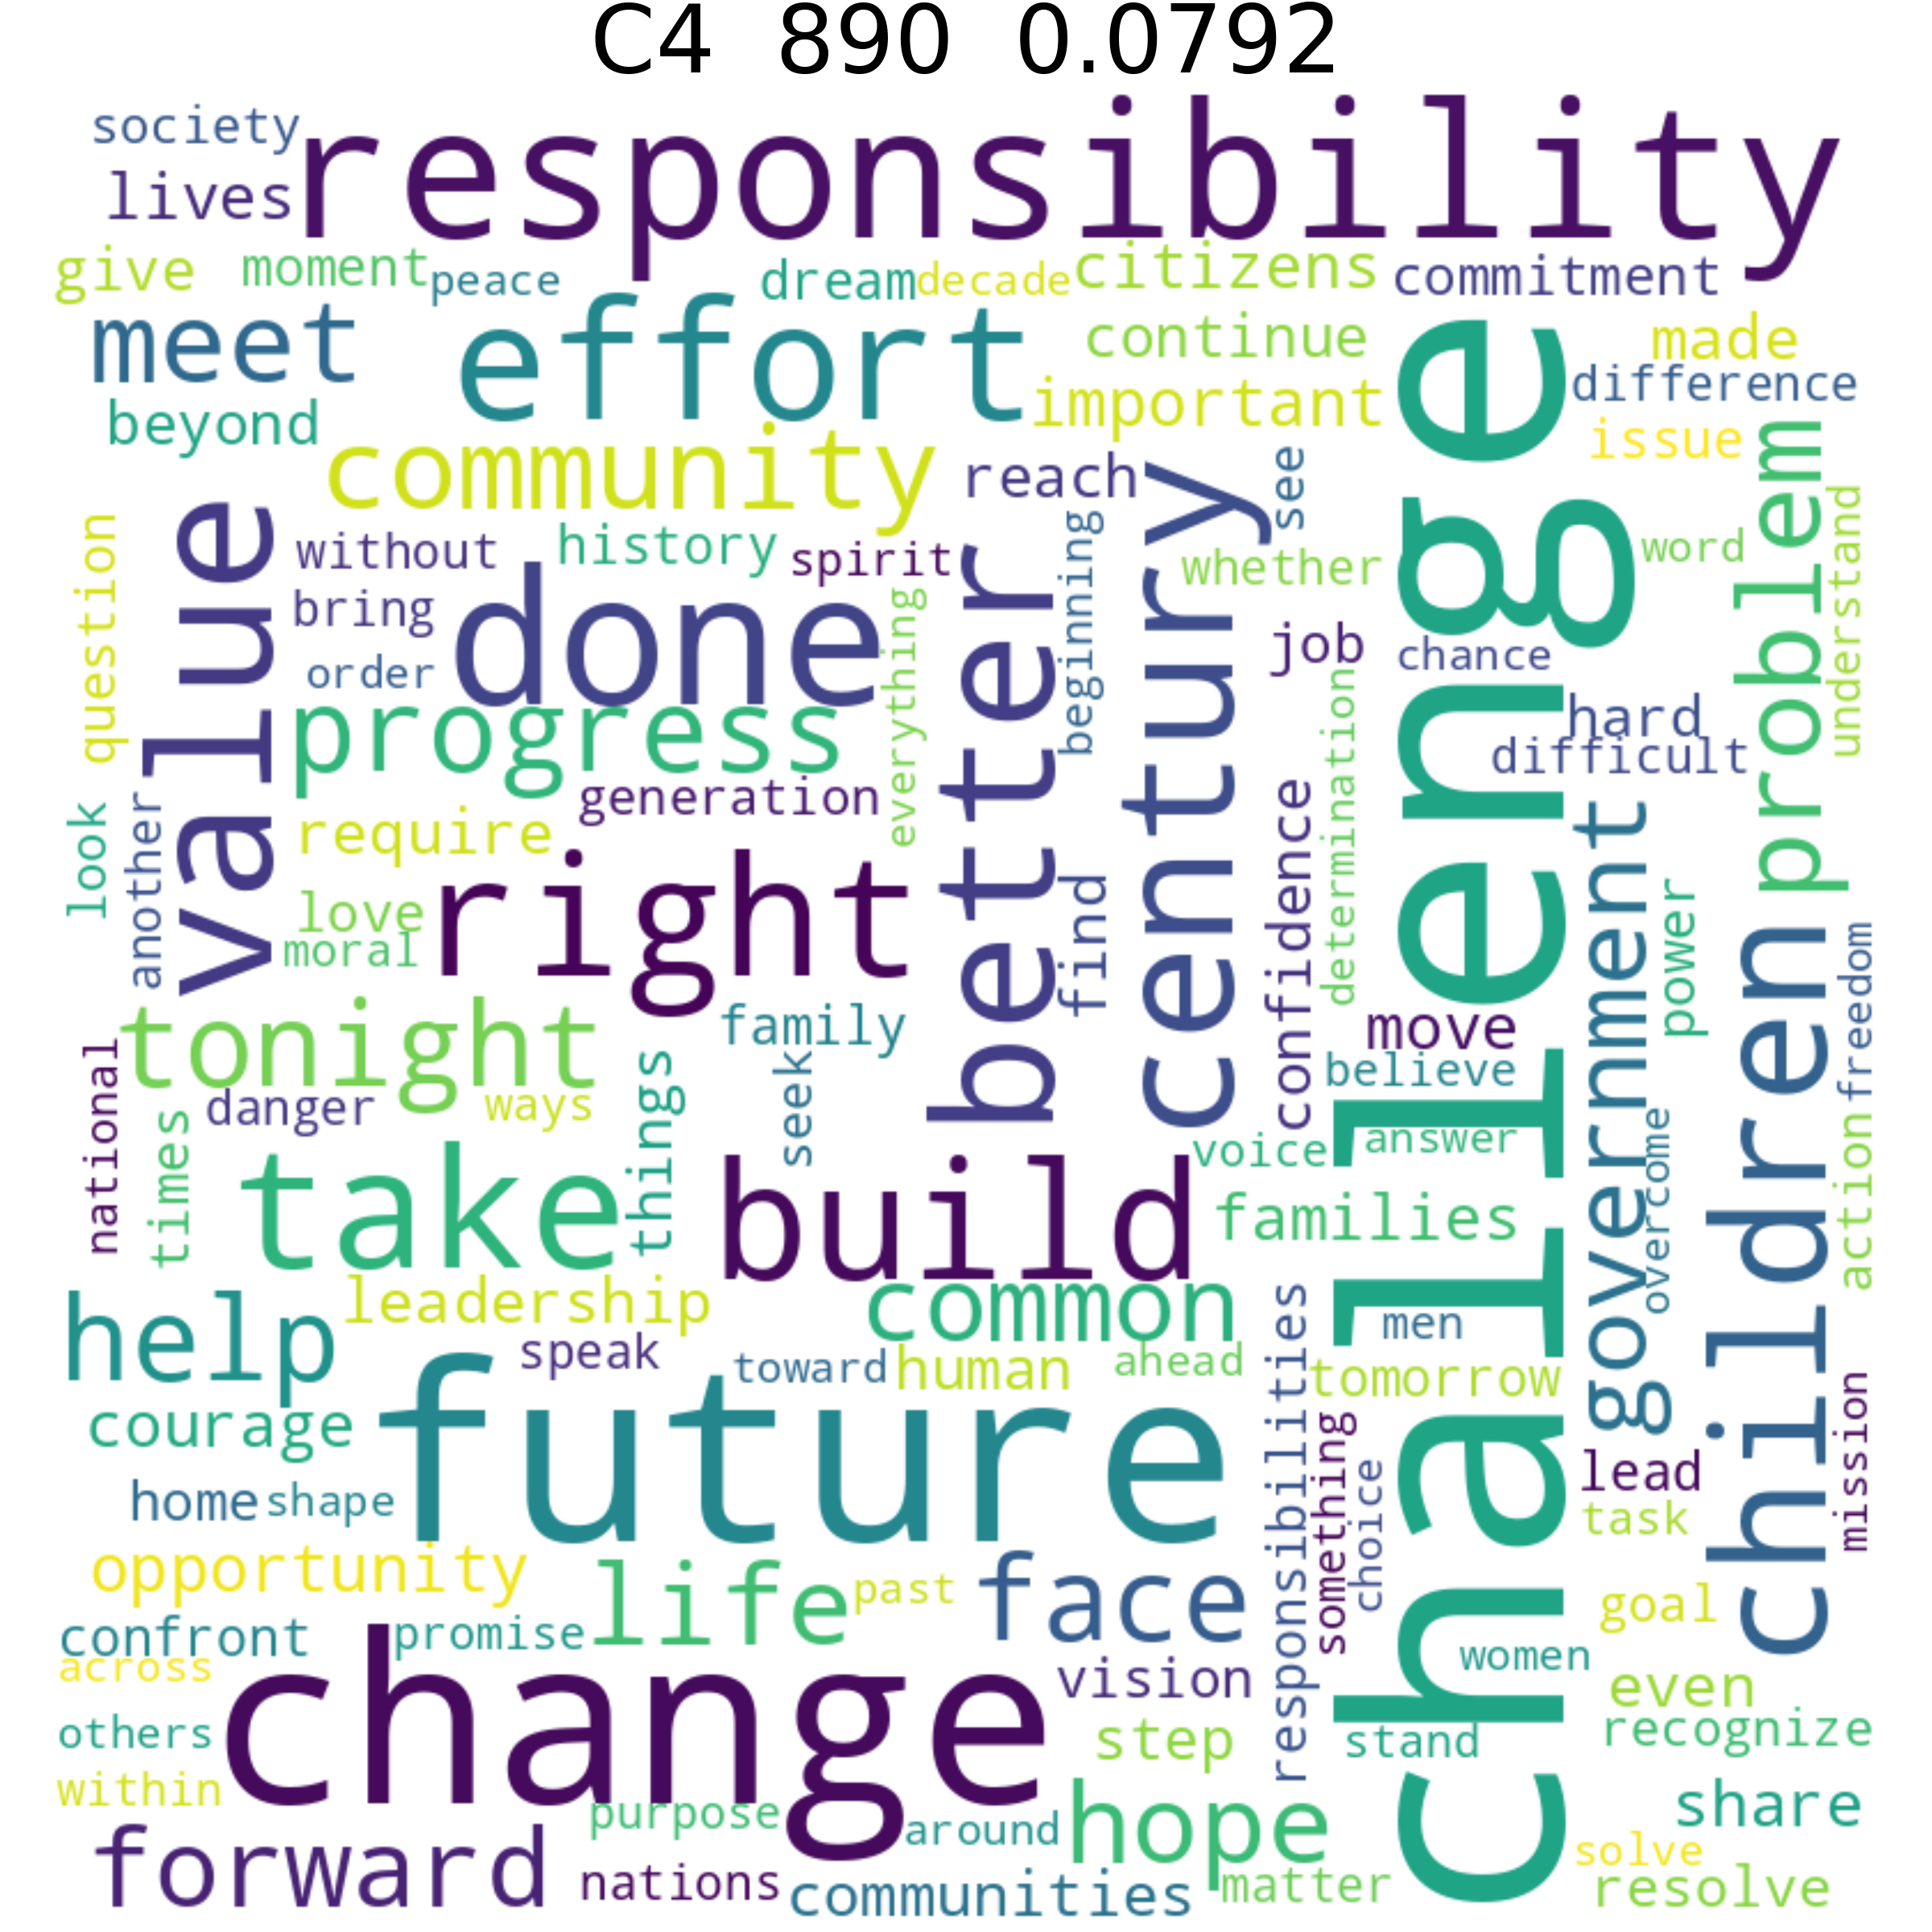 C4 890 0.0792
society
responsibility
lives
give
moment
peace
dream
decade
citizens
commitment
meet
effort
continue
made
difference
beyond
important
challenge
issue
community
reach
see
problem
century
value
question
without
history
spirit
better
beginning
whether
word
understand
bring
done
everything
job
chance
order
progress
determination
hard
difficult
generation
confidence
look
another
require
government
right
find
power
love
moral
children
freedom
tonight
family
move
national
things
seek
believe
danger
ways
times
voice
answer
overcome
action
take
build
families
help
leadership
common
responsibilities
men
speak
toward
human
ahead
tomorrow
future
courage
something
mission
choice
lead
home
shape
task
opportunity
life
past
face
goal
confront
promise
across
change
vision
women
even
others
step
stand
recognize
within
purpose
around
hope
share
forward
solve
nations
communities
matter
resolve